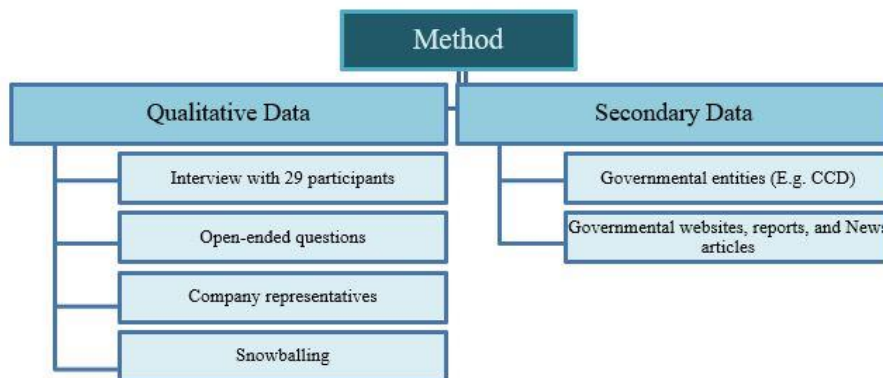 Method
Qualitative Data
Secondary Data
Interview with 29 participants
Open-ended questions
Company representatives
Snowballing
Governmental entities (E.g. CCD)
Governmental websites, reports, and News
articles